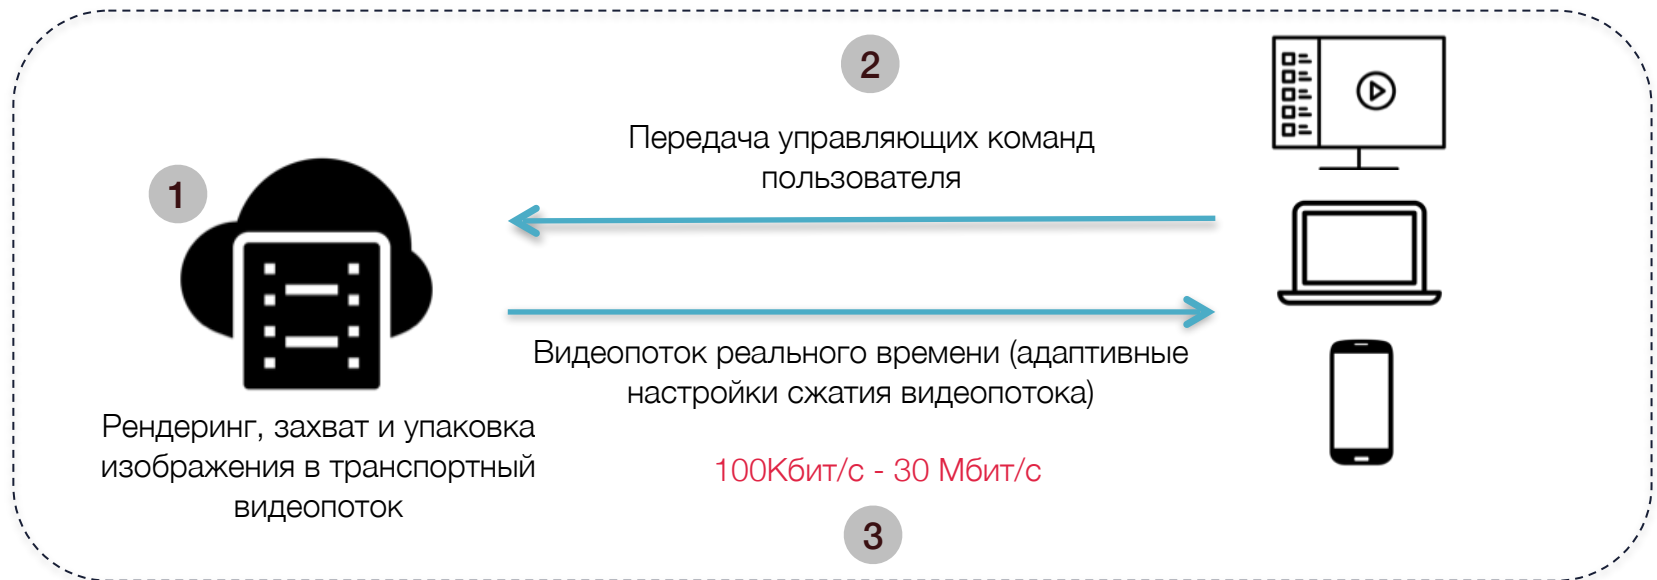 2
Передача управляющих команд
пользователя
1
Видеопоток реального времени (адаптивные
настройки сжатия видеопотока)
Рендеринг, захват и упаковка
изображения в транспортный
видеопоток
100Кбит/с - 30 Мбит/с
3